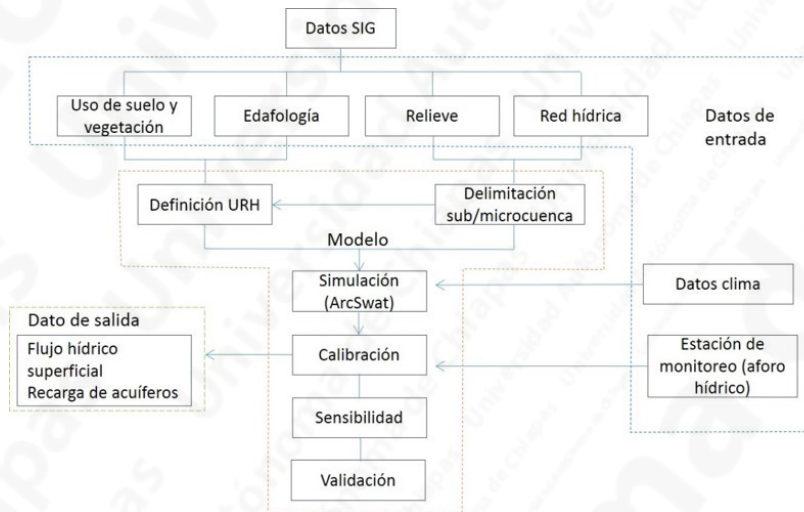 Datos SIG
Uso de suelo y
vegetación
Edafología
Relieve
Red hídrica
Datos de
entrada
Definición URH
Delimitación
sub/microcuenca
Modelo
Simulación
(ArcSwat)
Datos clima
Dato de salida
Flujo hídrico
superficial
Recarga de acuíferos
Calibración
Estación de
monitoreo (aforo
hídrico)
Sensibilidad
Validación